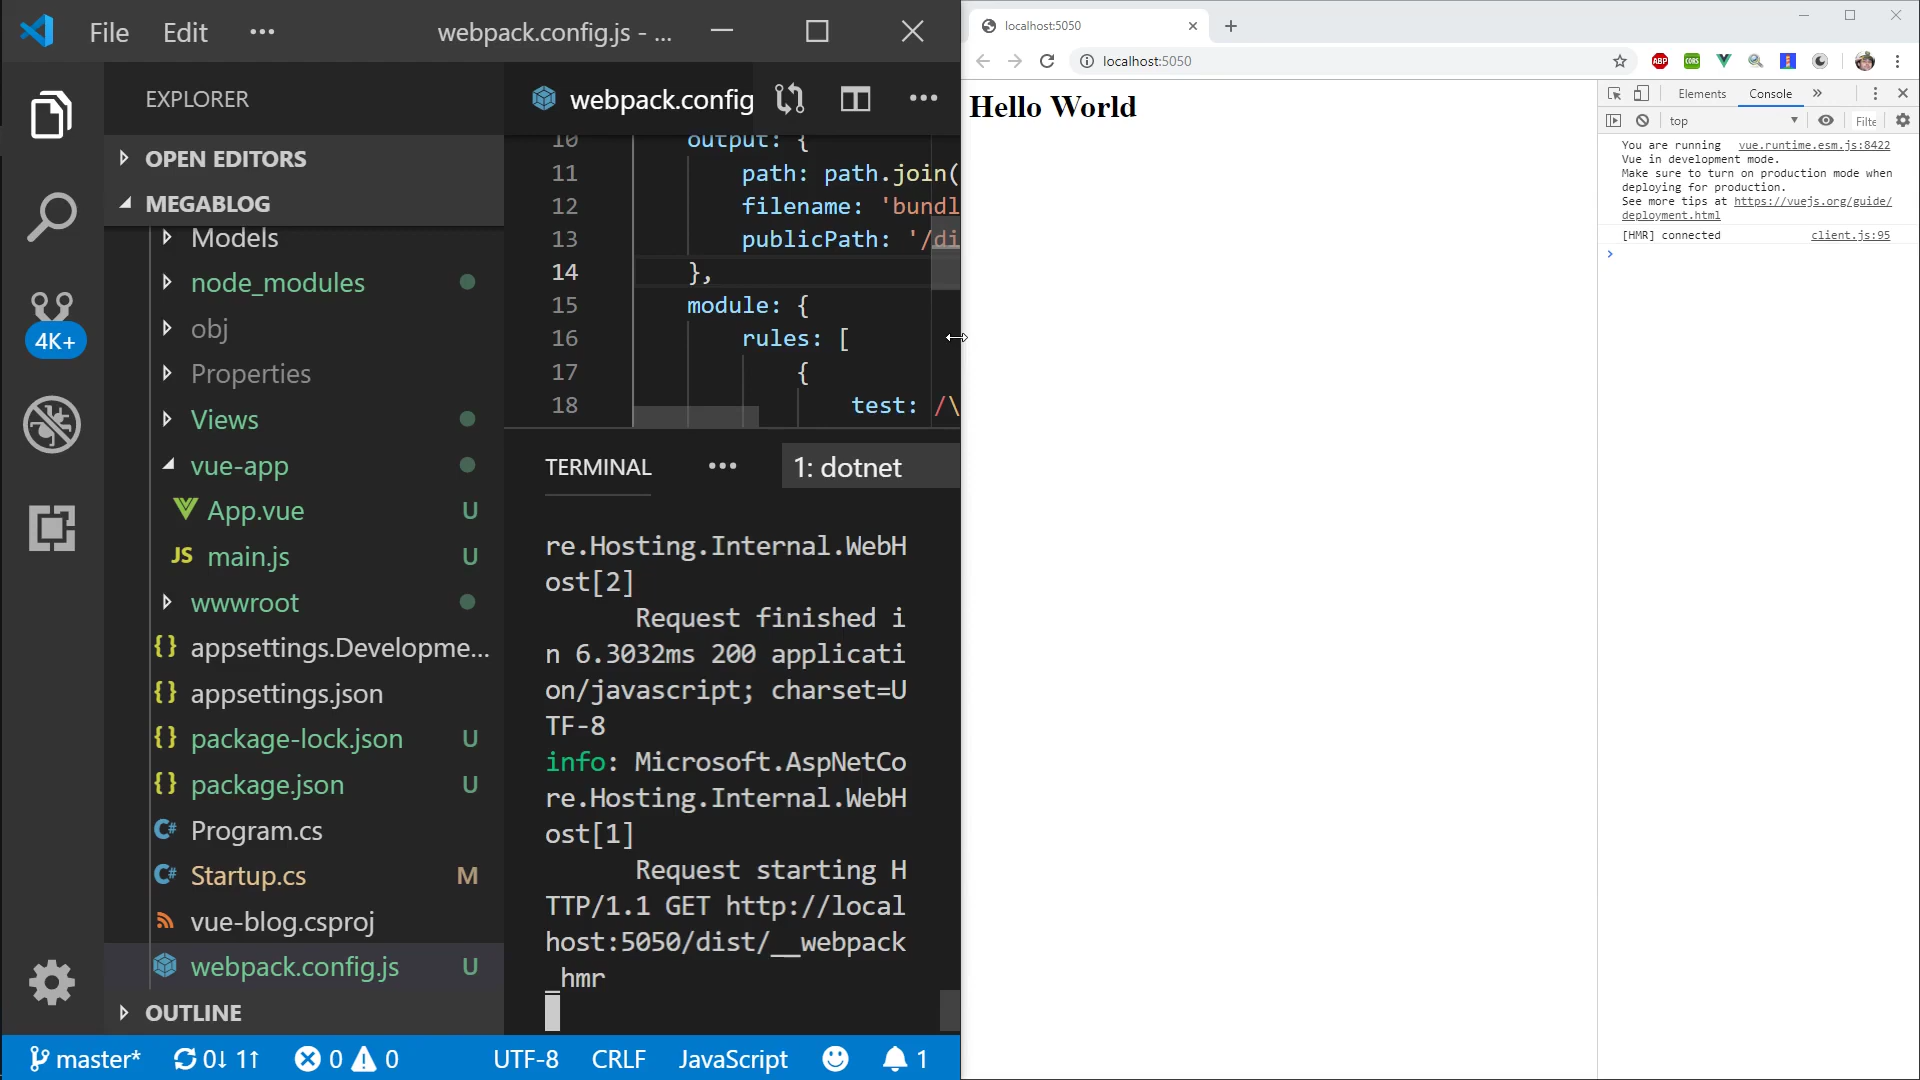 File
Edit
webpack.config.js - ...
EXPLORER
OPEN EDITORS
MEGABLOG
Models
node_modules
obj
Properties
Views
vue-app
App.vue U
JS main.js U
wwwroot
{} appsettings.Developme...
{} appsettings.json
{} package-lock.json U
{} package.json U
C# Program.cs
C# Startup.cs M
vue-blog.csproj
webpack.config.js U
OUTLINE
4K+
webpack.config
10 output: {
11 path: path.join(
12 filename: 'bundl
13 publicPath: '/di
14 },
15 module: {
16 rules: [
17 {
18 test: /\
TERMINAL
1: dotnet
re.Hosting.Internal.WebH
ost[2]
Request finished i
n 6.3032ms 200 applicati
on/javascript; charset=U
TF-8
info: Microsoft.AspNetCo
re.Hosting.Internal.WebH
ost[1]
Request starting H
TTP/1.1 GET http://local
host:5050/dist/__webpack
_hmr
master* 0↓ 1↑ 0 0 UTF-8 CRLF JavaScript 1
localhost:5050
localhost:5050
ABP
CORS
Hello World
Elements Console »
top Filte
You are running vue.runtime.esm.js:8422
Vue in development mode.
Make sure to turn on production mode when
deploying for production.
See more tips at https://vuejs.org/guide/
deployment.html
[HMR] connected client.js:95